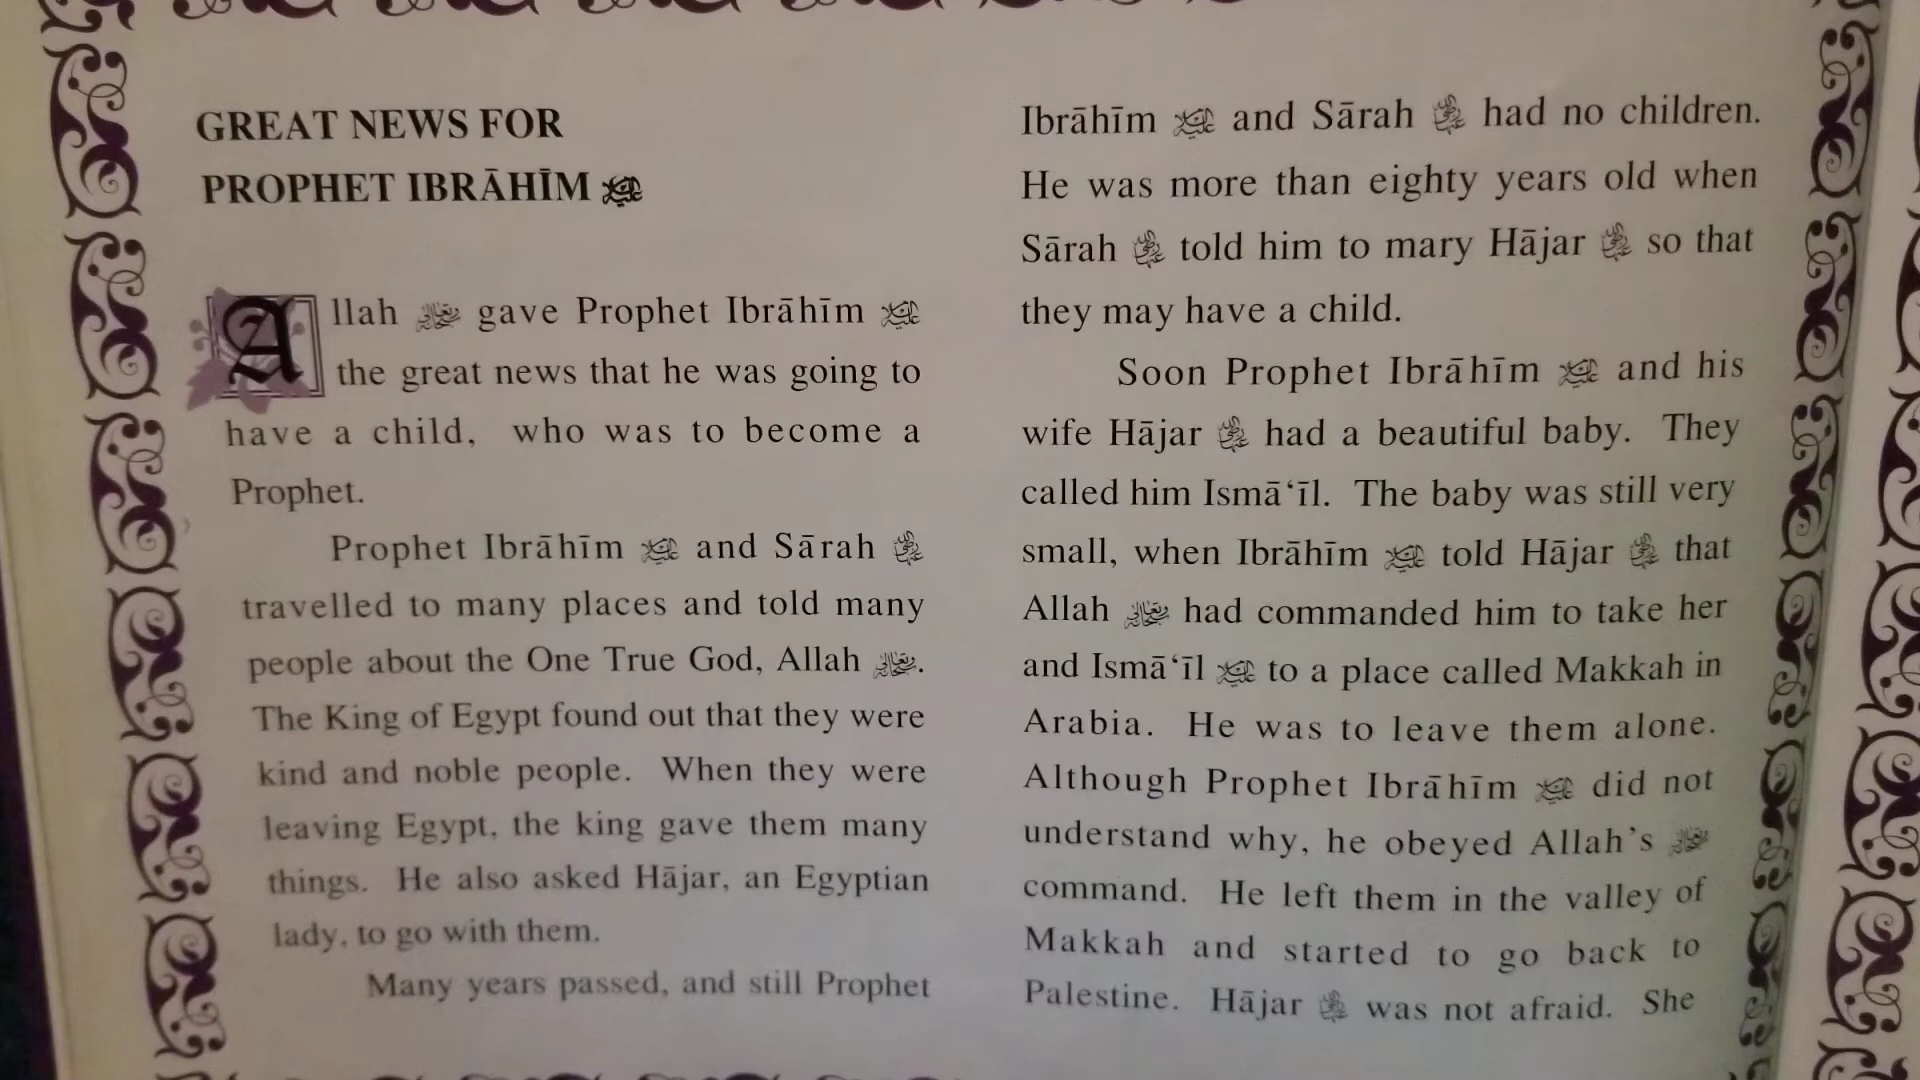 GREAT NEWS FOR
PROPHET IBRĀHĪM
Allah gave Prophet Ibrāhīm
the great news that he was going to
have a child, who was to become a
Prophet.
Prophet Ibrāhīm and Sārah
travelled to many places and told many
people about the One True God, Allah .
The King of Egypt found out that they were
kind and noble people. When they were
leaving Egypt, the king gave them many
things. He also asked Hājar, an Egyptian
lady, to go with them.
Many years passed, and still Prophet
Ibrāhīm and Sārah had no children.
He was more than eighty years old when
Sārah told him to mary Hājar so that
they may have a child.
Soon Prophet Ibrāhīm and his
wife Hājar had a beautiful baby. They
called him Ismā‘īl. The baby was still very
small, when Ibrāhīm told Hājar that
Allah had commanded him to take her
and Ismā‘īl to a place called Makkah in
Arabia. He was to leave them alone.
Although Prophet Ibrāhīm did not
understand why, he obeyed Allah’s
command. He left them in the valley of
Makkah and started to go back to
Palestine. Hājar was not afraid. She